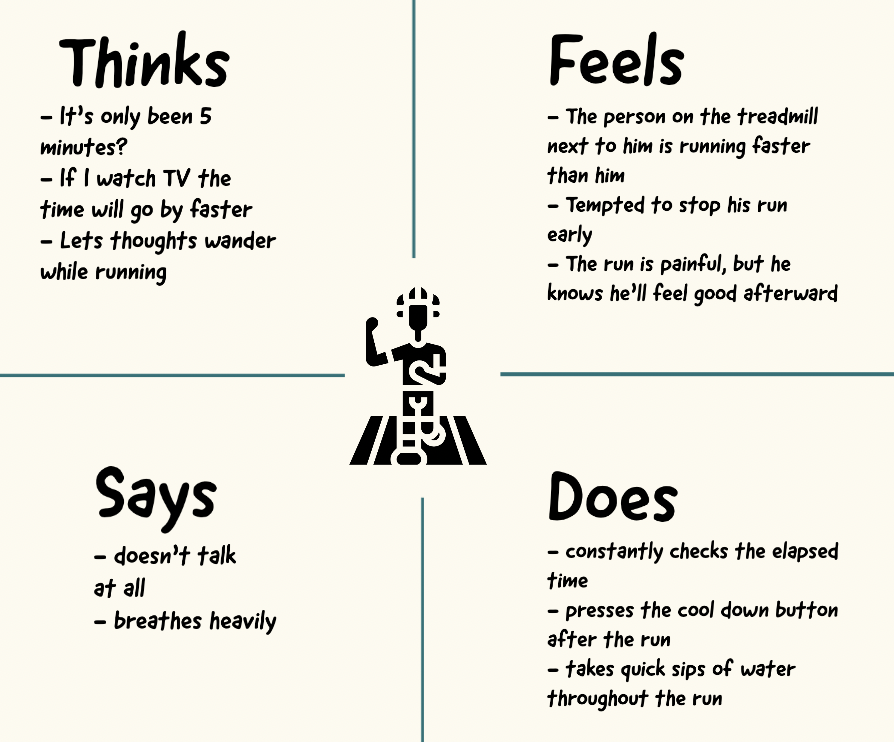 Thinks
- It's only been 5
minutes?
- If I watch TV the
time will go by faster
- Lets thoughts wander
while running
Feels
- The person on the treadmill
next to him is running faster
than him
- Tempted to stop his run
early
- The run is painful, but he
knows he'll feel good afterward
Says
- doesn't talk
at all
- breathes heavily
Does
- constantly checks the elapsed
time
- presses the cool down button
after the run
- takes quick sips of water
throughout the run